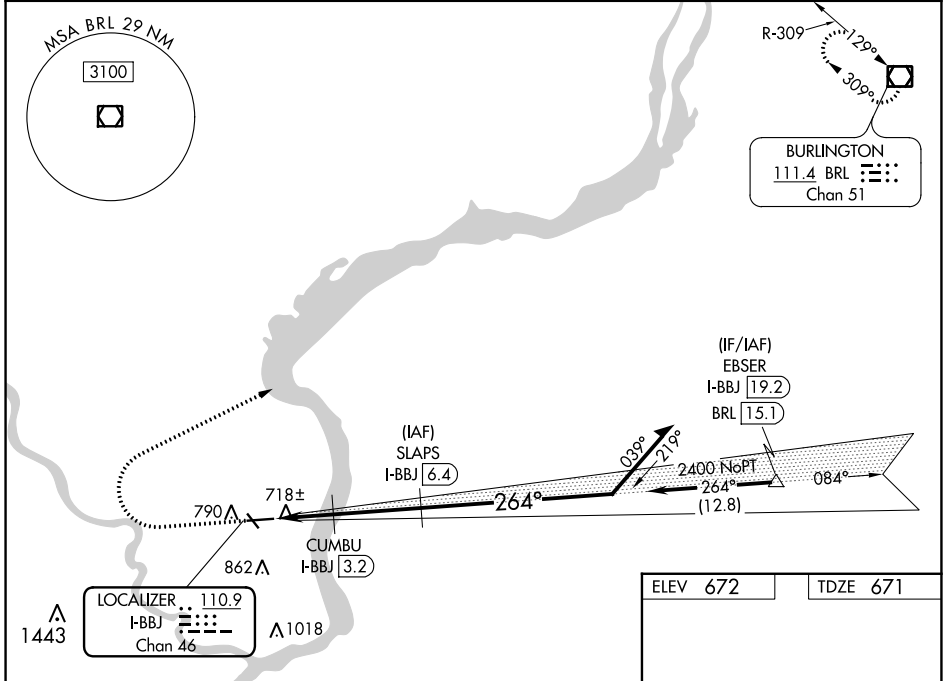 MSA BRL 29 NM
3100
R-309
129°
309°
BURLINGTON
111.4 BRL
Chan 51
(IF/IAF)
EBSER
I-BBJ 19.2
BRL 15.1
(IAF)
SLAPS
I-BBJ 6.4
039°
219°
2400 NoPT
264°
(12.8)
084°
264°
790
718±
CUMBU
I-BBJ 3.2
862
LOCALIZER 110.9
I-BBJ
Chan 46
1443
1018
ELEV 672
TDZE 671